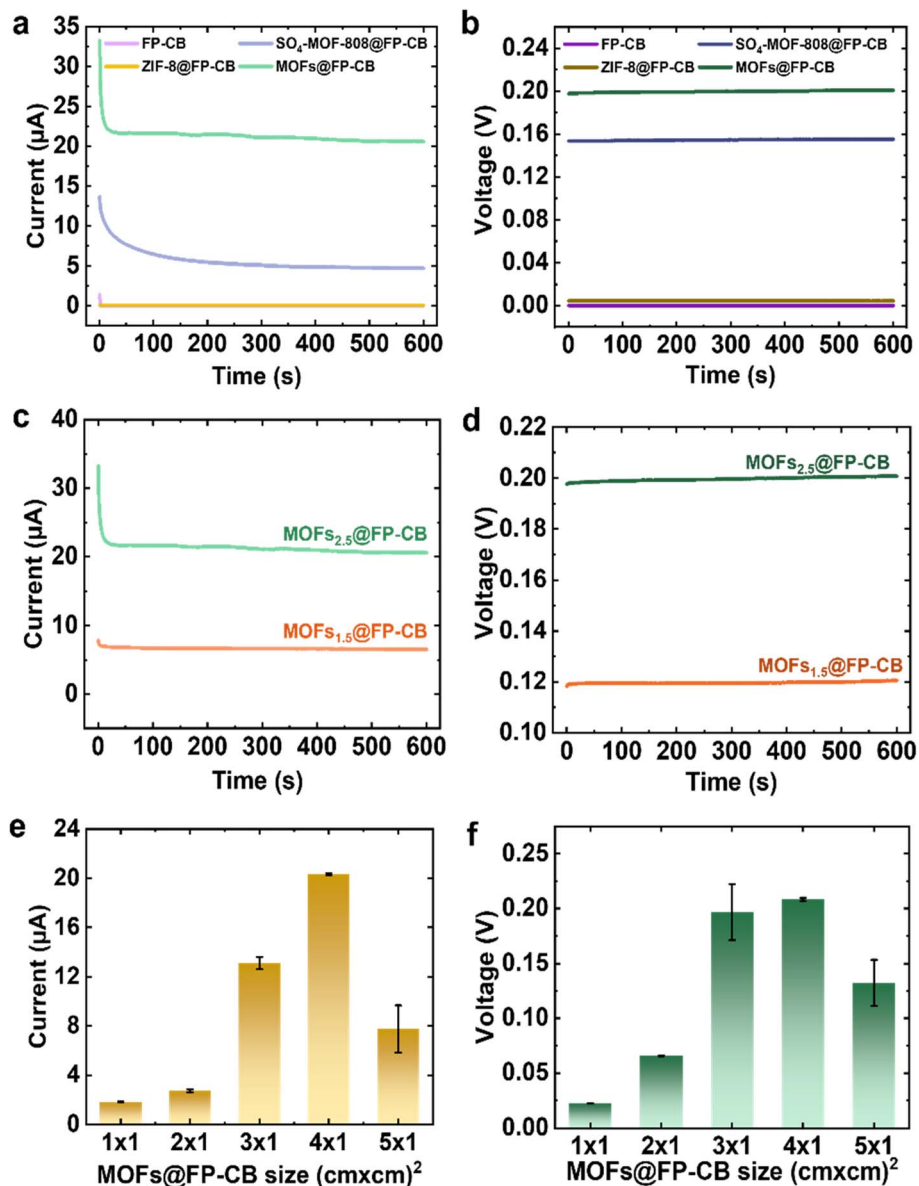 a
FP-CB
SO₄-MOF-808@FP-CB
ZIF-8@FP-CB
MOFs@FP-CB
Current (µA)
35
30
25
20
15
10
5
0
0 100 200 300 400 500 600
Time (s)
b
FP-CB
SO₄-MOF-808@FP-CB
ZIF-8@FP-CB
MOFs@FP-CB
Voltage (V)
0.24
0.20
0.16
0.12
0.08
0.04
0.00
0 100 200 300 400 500 600
Time (s)
c
Current (µA)
40
30
20
10
0
MOFs₂.₅@FP-CB
MOFs₁.₅@FP-CB
0 100 200 300 400 500 600
Time (s)
d
Voltage (V)
0.22
0.20
0.18
0.16
0.14
0.12
0.10
MOFs₂.₅@FP-CB
MOFs₁.₅@FP-CB
0 100 200 300 400 500 600
Time (s)
e
Current (µA)
24
20
16
12
8
4
0
1x1 2x1 3x1 4x1 5x1
MOFs@FP-CB size (cmxcm)²
f
Voltage (V)
0.25
0.20
0.15
0.10
0.05
0.00
1x1 2x1 3x1 4x1 5x1
MOFs@FP-CB size (cmxcm)²